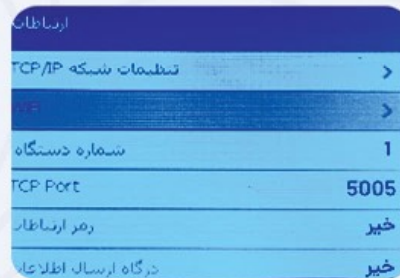 ارتباطات
تنظیمات شبکه TCP/IP >
WiFi >
شماره دستگاه 1
TCP Port 5005
رمز ارتباطات خیر
درگاه ارسال اطلاعات خیر